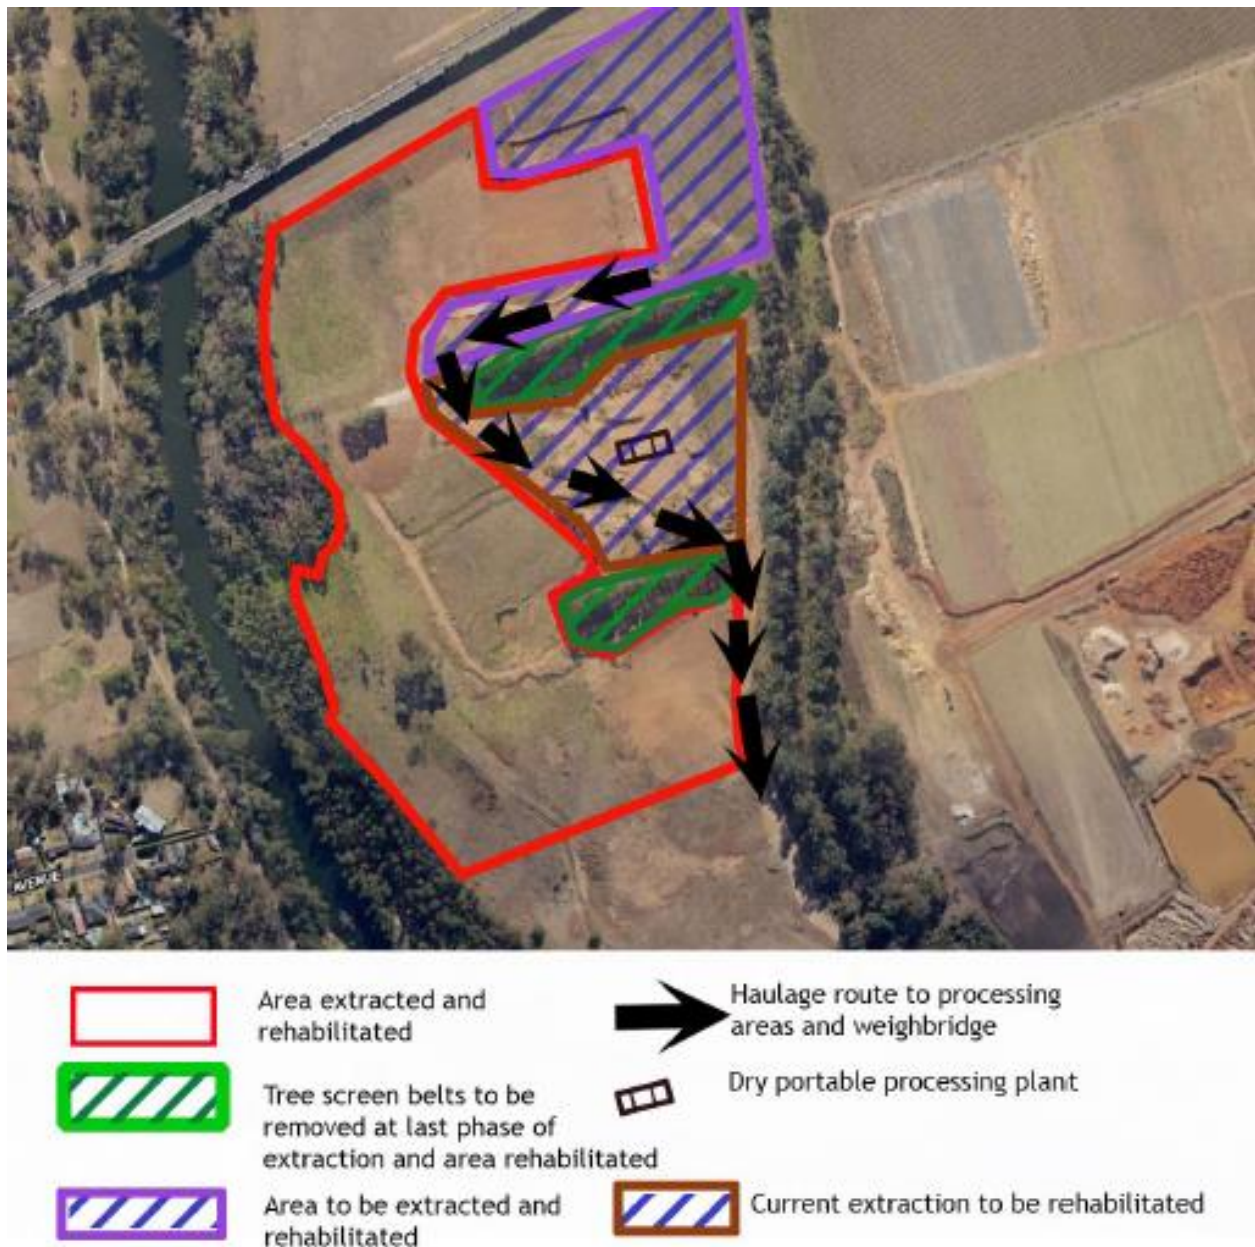 AVENUE
Area extracted and
rehabilitated
Haulage route to processing
areas and weighbridge
Tree screen belts to be
removed at last phase of
extraction and area rehabilitated
Dry portable processing plant
Area to be extracted and
rehabilitated
Current extraction to be rehabilitated